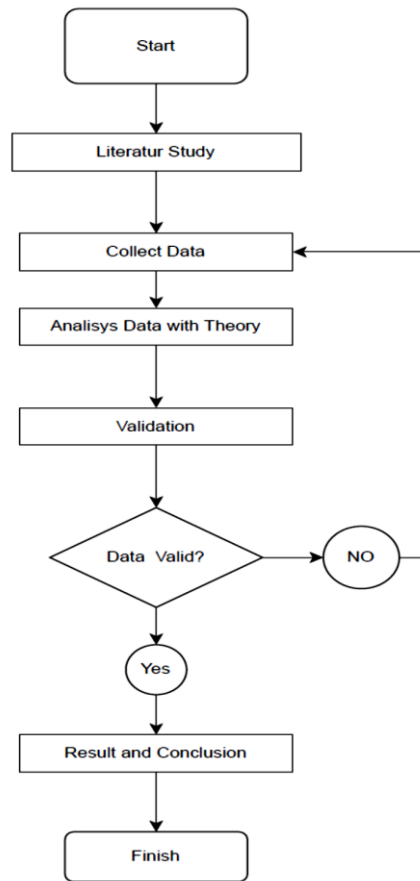 Start
Literatur Study
Collect Data
Analisys Data with Theory
Validation
Data Valid?
NO
Yes
Result and Conclusion
Finish